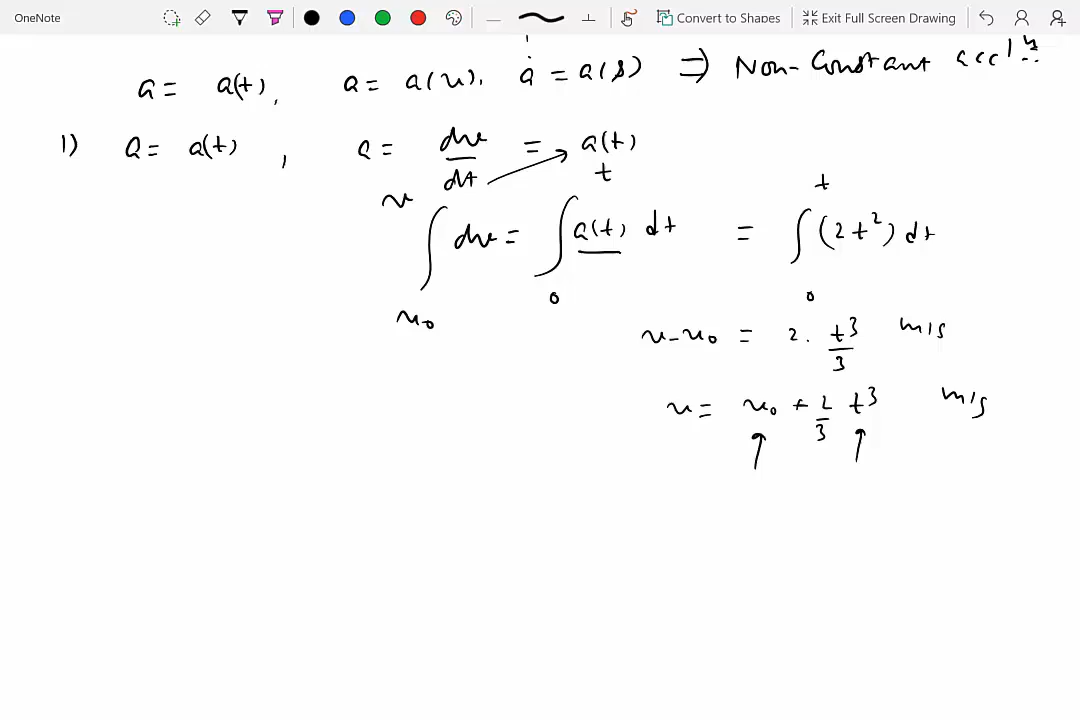 OneNote Convert to Shapes Exit Full Screen Drawing
a = a(t), a = a(v). a = a(s) ⇒ Non-Constant accln
1) a = a(t), a = dv/dt = a(t)
∫_{v₀}^{v} dv = ∫_{0}^{t} a(t) dt = ∫_{0}^{t} (2t²) dt
v - v₀ = 2. t³/3 m/s
v = v₀ + 2/3 t³ m/s